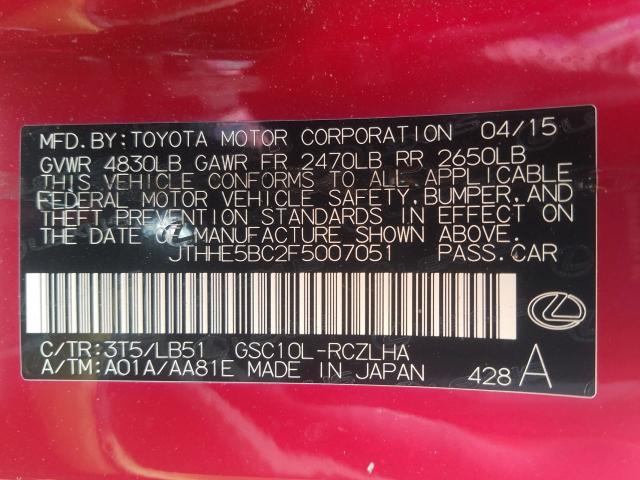 MFD.BY:TOYOTA MOTOR CORPORATION 04/15
GVWR 4830LB GAWR FR 2470LB RR 2650LB
THIS VEHICLE CONFORMS TO ALL APPLICABLE
FEDERAL MOTOR VEHICLE SAFETY,BUMPER,AND
THEFT PREVENTION STANDARDS IN EFFECT ON
THE DATE OF MANUFACTURE SHOWN ABOVE.
JTHHE5BC2F5007051 PASS.CAR
C/TR:3T5/LB51 GSC10L-RCZLHA
A/TM:A01A/AA81E MADE IN JAPAN
428 A